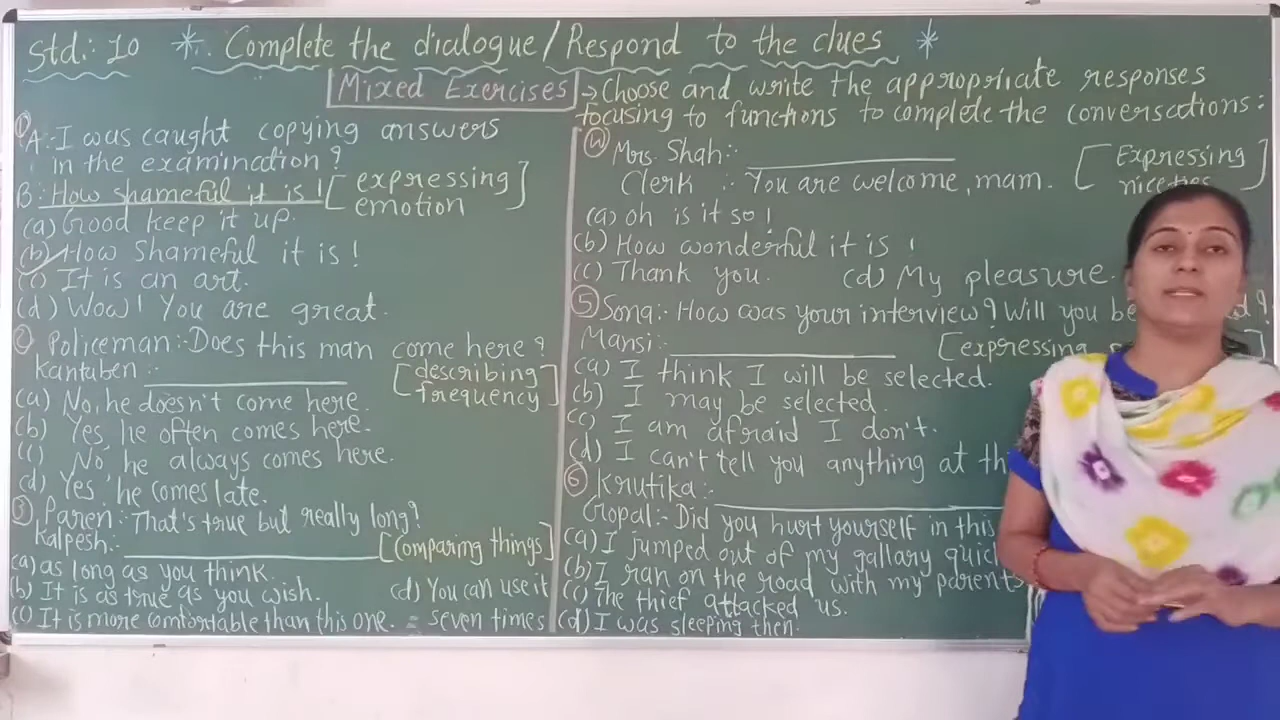 Std.: 10 * Complete the dialogue/Respond to the clues *
Mixed Exercises
→ Choose and write the appropriate responses
focusing to functions to complete the conversations:
① A:- I was caught copying answers
in the examination?
B: How shameful it is! [expressing
emotion]
(a) Good keep it up.
(b) How Shameful it is!
(c) It is an art.
(d) Wow! You are great.
② Policeman:- Does this man come here?
Kantuben:- ____________ [describing
frequency]
(a) No, he doesn't come here.
(b) Yes, he often comes here.
(c) No, he always comes here.
(d) Yes, he comes late.
③ Paren:- That's true but really long?
Kalpesh:- ____________ [Comparing things]
(a) as long as you think.
(b) It is as true as you wish. (d) You can use it
(c) It is more comfortable than this one. seven times
④ Mrs. Shah:- ____________ [Expressing
Clerk :- You are welcome, mam. niceties]
(a) oh is it so!
(b) How wonderful it is!
(c) Thank you. (d) My pleasure.
⑤ Sona:- How was your interview? Will you be
Mansi:- ____________ [expressing
(a) I think I will be selected.
(b) I may be selected.
(c) I am afraid I don't.
(d) I can't tell you anything at
⑥ Krutika:- ____________
Gopal:- Did you hurt yourself in this
(a) I jumped out of my gallary
(b) I ran on the road with my parents
(c) The thief attacked us.
(d) I was sleeping then.